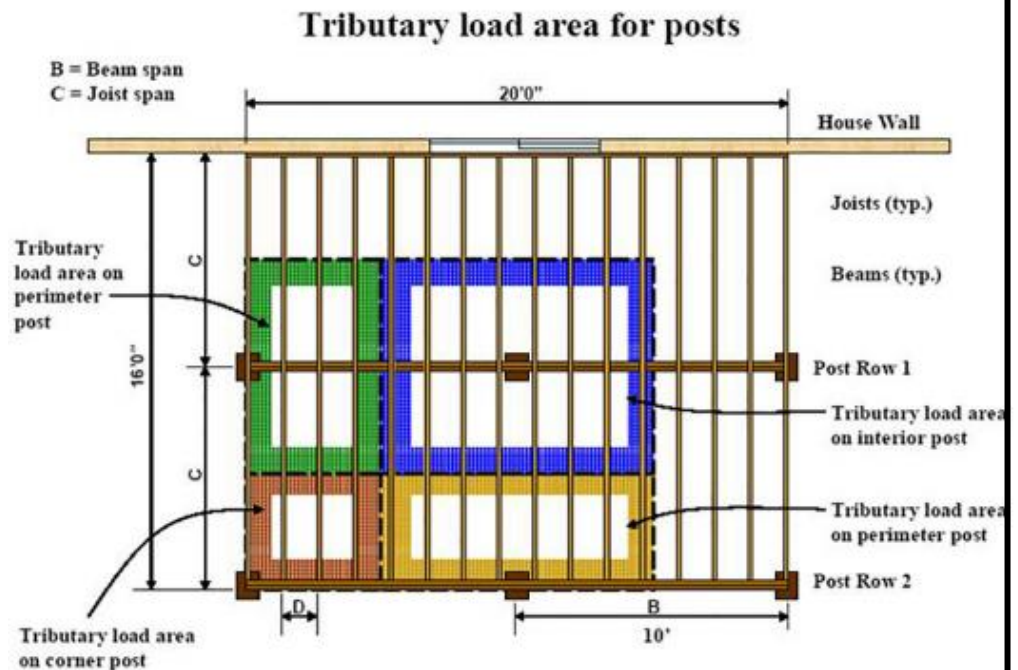 Tributary load area for posts
B = Beam span
C = Joist span
20'0"
House Wall
Joists (typ.)
Tributary
load area on
perimeter
post
C
Beams (typ.)
16'0"
Post Row 1
Tributary load area
on interior post
C
Tributary load area
on perimeter post
Post Row 2
D
B
10'
Tributary load area
on corner post